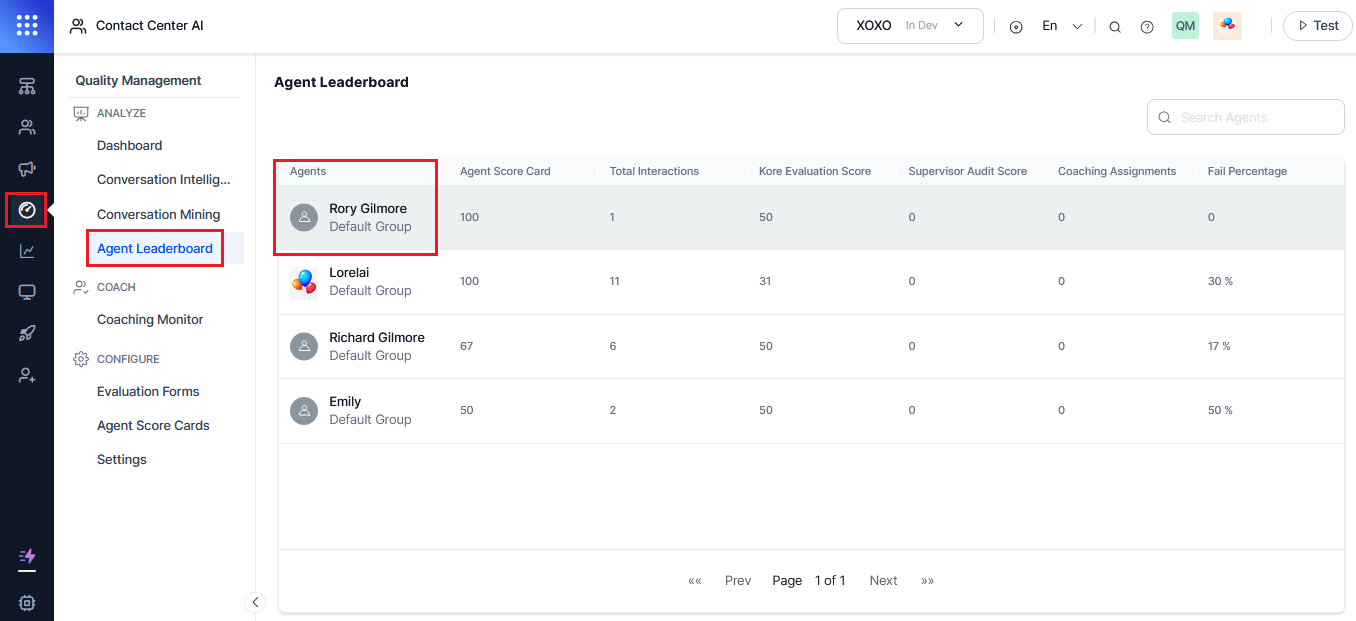 Contact Center AI
XOXO In Dev
En
QM
Test
Quality Management
ANALYZE
Dashboard
Conversation Intellig...
Conversation Mining
Agent Leaderboard
COACH
Coaching Monitor
CONFIGURE
Evaluation Forms
Agent Score Cards
Settings
Agent Leaderboard
Search Agents
Agents Agent Score Card Total Interactions Kore Evaluation Score Supervisor Audit Score Coaching Assignments Fail Percentage
Rory Gilmore
Default Group
100 1 50 0 0 0
Lorelai
Default Group
100 11 31 0 0 30 %
Richard Gilmore
Default Group
67 6 50 0 0 17 %
Emily
Default Group
50 2 50 0 0 50 %
«« Prev Page 1 of 1 Next »»